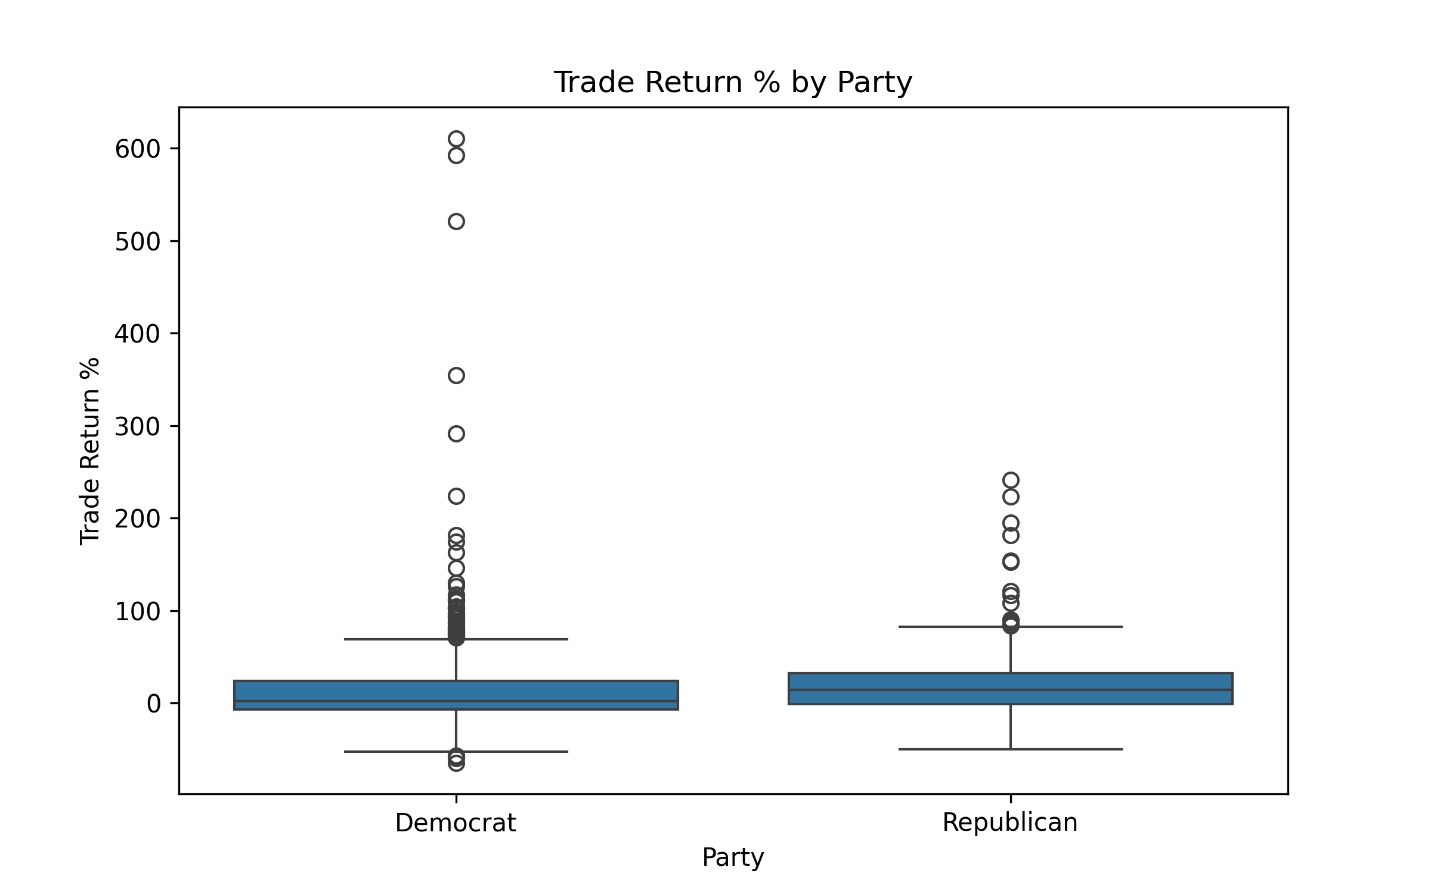 Trade Return % by Party
600
500
400
300
200
100
0
Trade Return %
Democrat
Republican
Party